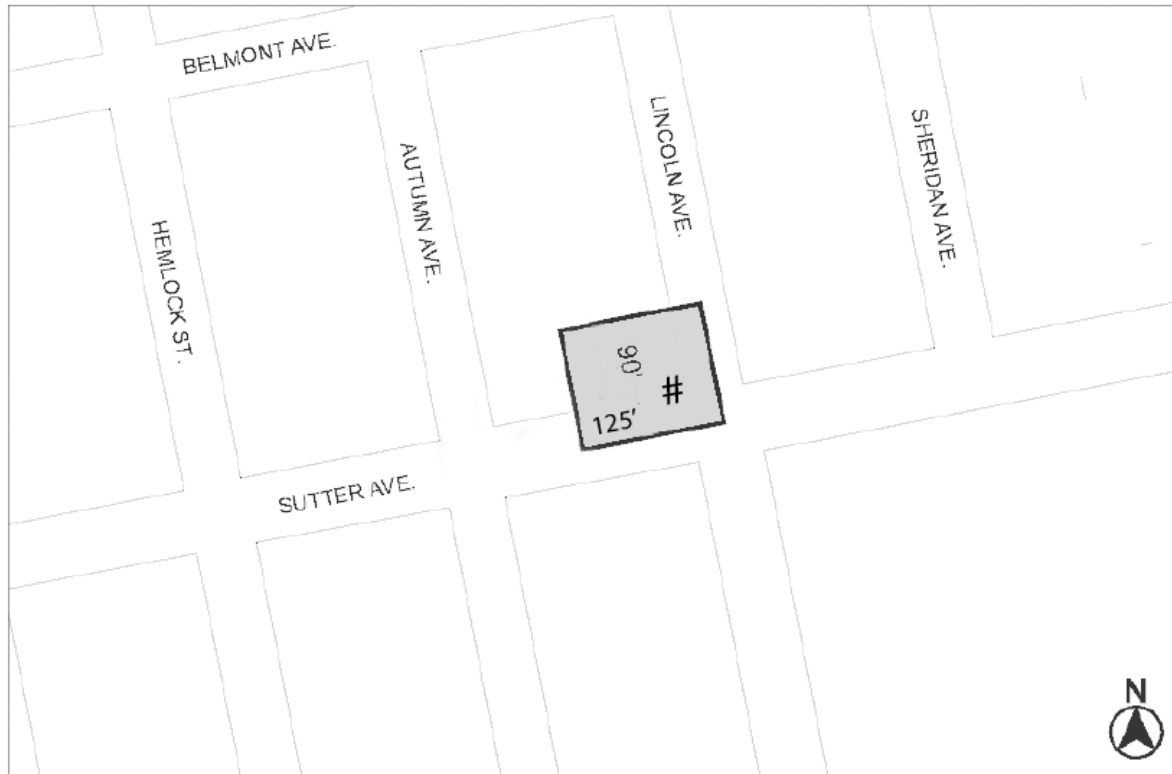 BELMONT AVE.
LINCOLN AVE.
SHERIDAN AVE.
AUTUMN AVE.
HEMLOCK ST.
90'
#
125'
SUTTER AVE.
N